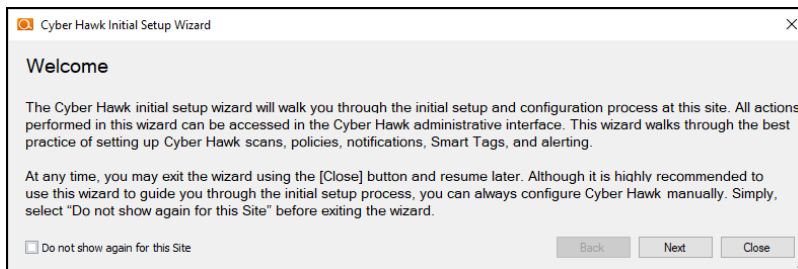 Cyber Hawk Initial Setup Wizard
Welcome
The Cyber Hawk initial setup wizard will walk you through the initial setup and configuration process at this site. All actions
performed in this wizard can be accessed in the Cyber Hawk administrative interface. This wizard walks through the best
practice of setting up Cyber Hawk scans, policies, notifications, Smart Tags, and alerting.
At any time, you may exit the wizard using the [Close] button and resume later. Although it is highly recommended to
use this wizard to guide you through the initial setup process, you can always configure Cyber Hawk manually. Simply,
select “Do not show again for this Site” before exiting the wizard.
Do not show again for this Site Back Next Close